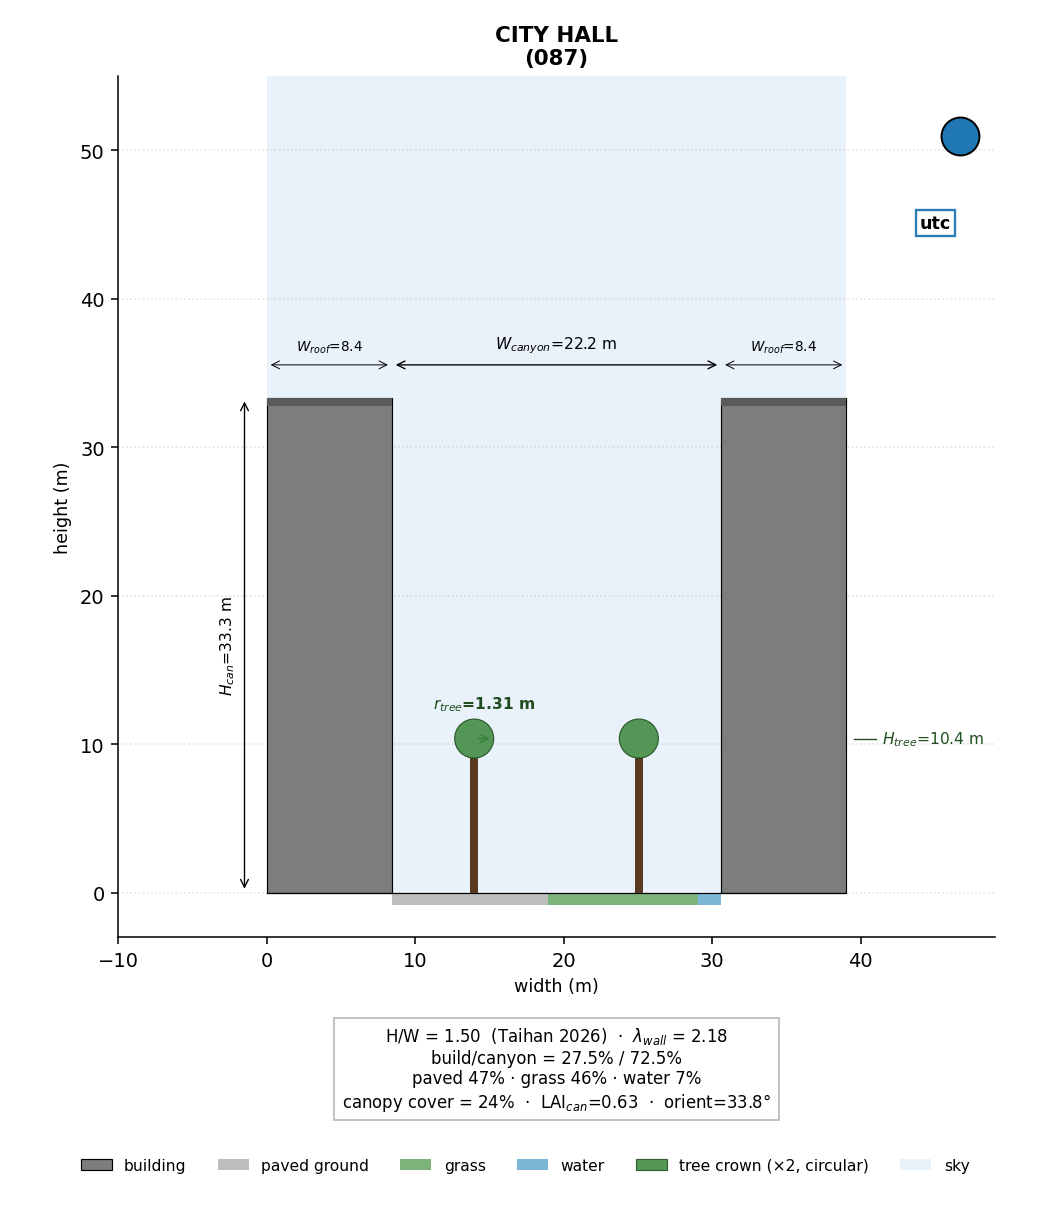 CITY HALL
(087)
50
40
30
20
10
0
height (m)
utc
W_roof=8.4
W_canyon=22.2 m
W_roof=8.4
H_can=33.3 m
r_tree=1.31 m
H_tree=10.4 m
−10
0
10
20
30
40
width (m)
H/W = 1.50 (Taihan 2026) · λ_wall = 2.18
build/canyon = 27.5% / 72.5%
paved 47% · grass 46% · water 7%
canopy cover = 24% · LAI_can=0.63 · orient=33.8°
building
paved ground
grass
water
tree crown (×2, circular)
sky